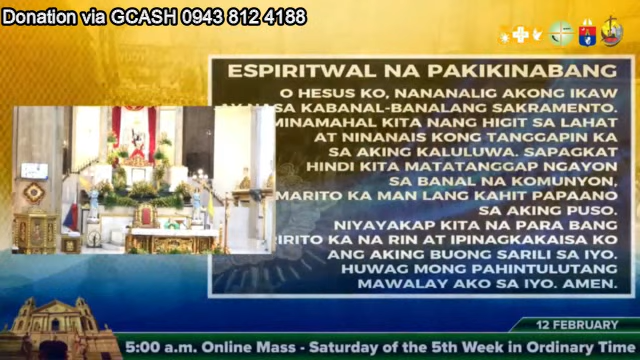 Donation via GCASH 0943 812 4188
ESPIRITWAL NA PAKIKINABANG
O HESUS KO, NANANALIG AKONG IKAW
NASA KABANAL-BANALANG SAKRAMENTO.
MINAMAHAL KITA NANG HIGIT SA LAHAT
AT NINANAIS KONG TANGGAPIN KA
SA AKING KALULUWA. SAPAGKAT
HINDI KITA MATATANGGAP NGAYON
SA BANAL NA KOMUNYON,
MARITO KA MAN LANG KAHIT PAPAANO
SA AKING PUSO.
NIYAYAKAP KITA NA PARA BANG
KA NA RIN AT IPINAGKAKAISA KO
ANG AKING BUONG SARILI SA IYO.
HUWAG MONG PAHINTULUTANG
MAWALAY AKO SA IYO. AMEN.
12 FEBRUARY
5:00 a.m. Online Mass - Saturday of the 5th Week in Ordinary Time